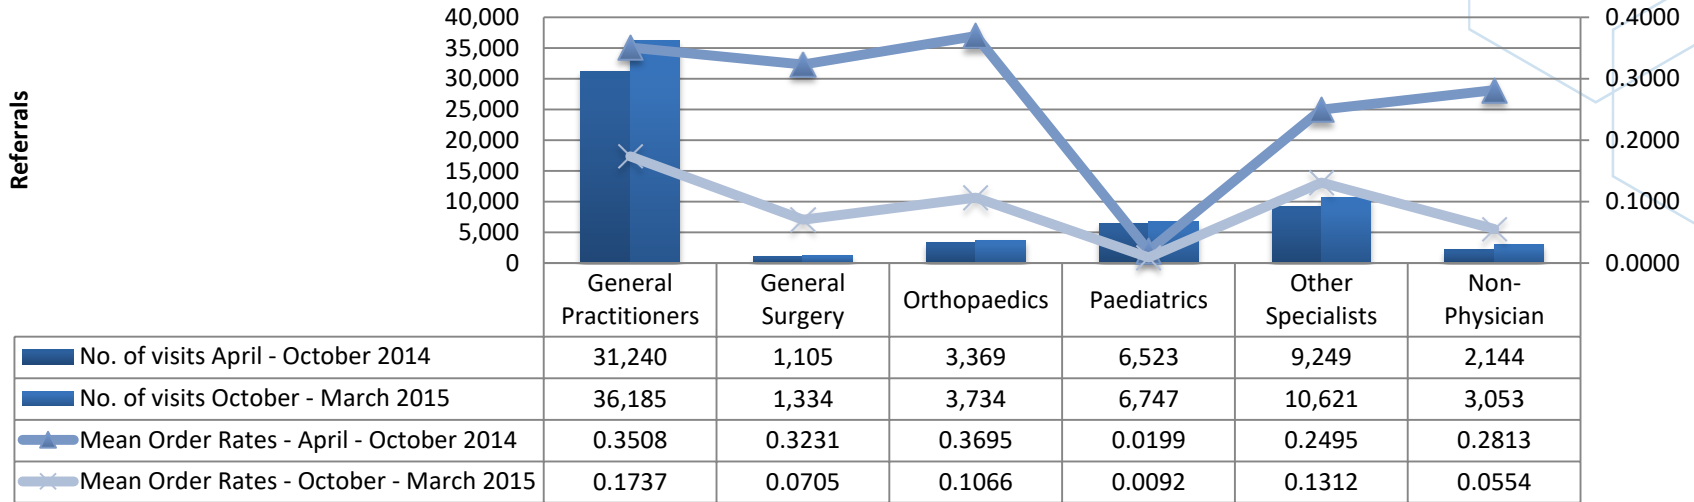 Referrals
40,000
35,000
30,000
25,000
20,000
15,000
10,000
5,000
0
0.4000
0.3000
0.2000
0.1000
0.0000
General Practitioners
General Surgery
Orthopaedics
Paediatrics
Other Specialists
Non-Physician
No. of visits April - October 2014 31,240 1,105 3,369 6,523 9,249 2,144
No. of visits October - March 2015 36,185 1,334 3,734 6,747 10,621 3,053
Mean Order Rates - April - October 2014 0.3508 0.3231 0.3695 0.0199 0.2495 0.2813
Mean Order Rates - October - March 2015 0.1737 0.0705 0.1066 0.0092 0.1312 0.0554